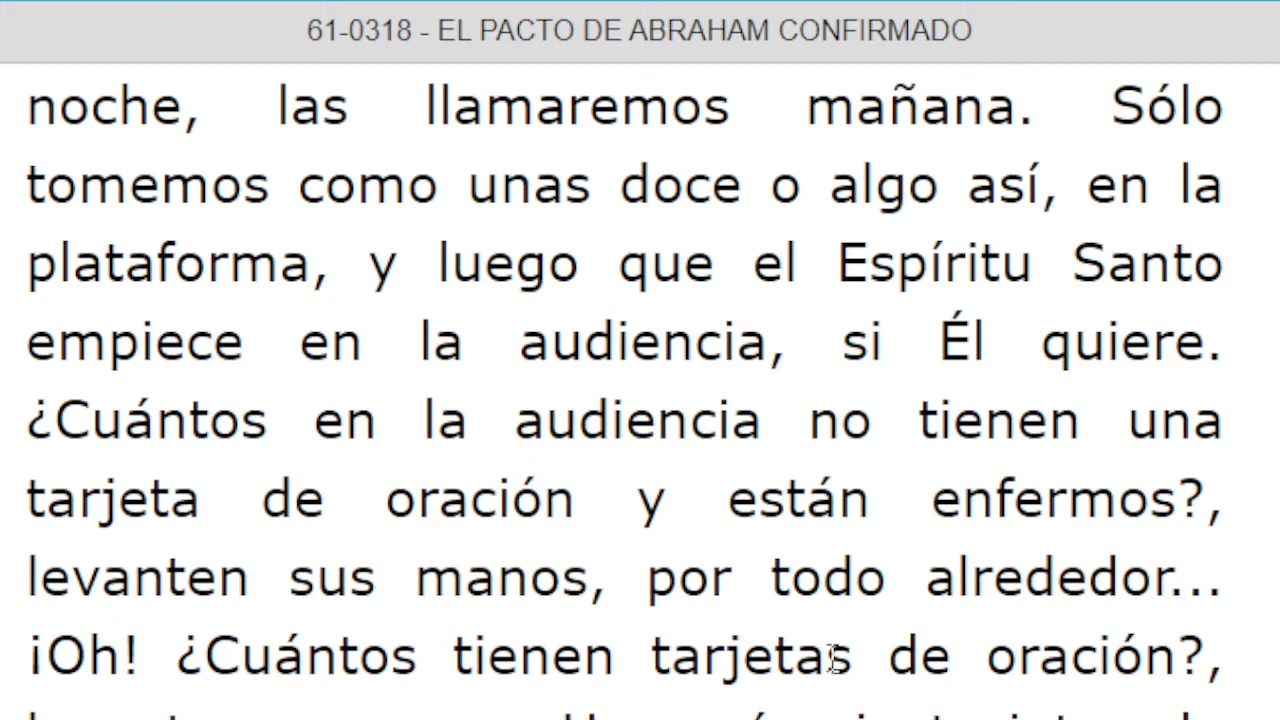 61-0318 - EL PACTO DE ABRAHAM CONFIRMADO
noche, las llamaremos mañana. Sólo
tomemos como unas doce o algo así, en la
plataforma, y luego que el Espíritu Santo
empiece en la audiencia, si Él quiere.
¿Cuántos en la audiencia no tienen una
tarjeta de oración y están enfermos?,
levanten sus manos, por todo alrededor...
¡Oh! ¿Cuántos tienen tarjetas de oración?,